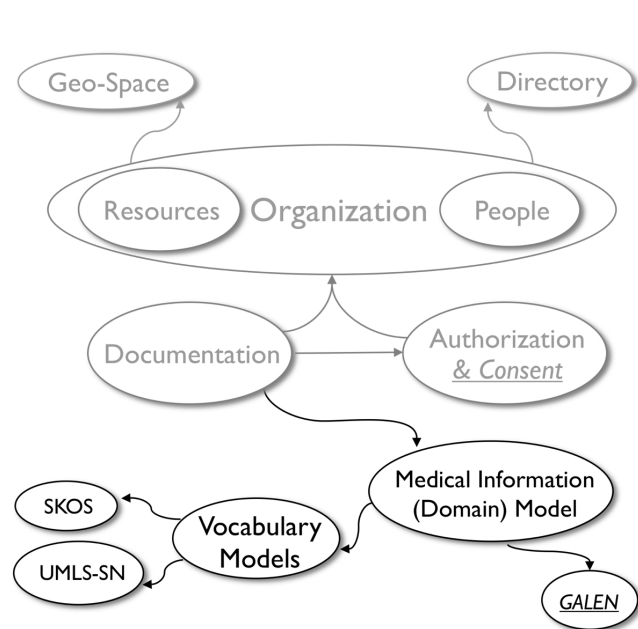 Geo-Space
Directory
Resources
Organization
People
Documentation
Authorization
& Consent
Medical Information
(Domain) Model
SKOS
Vocabulary
Models
UMLS-SN
GALEN